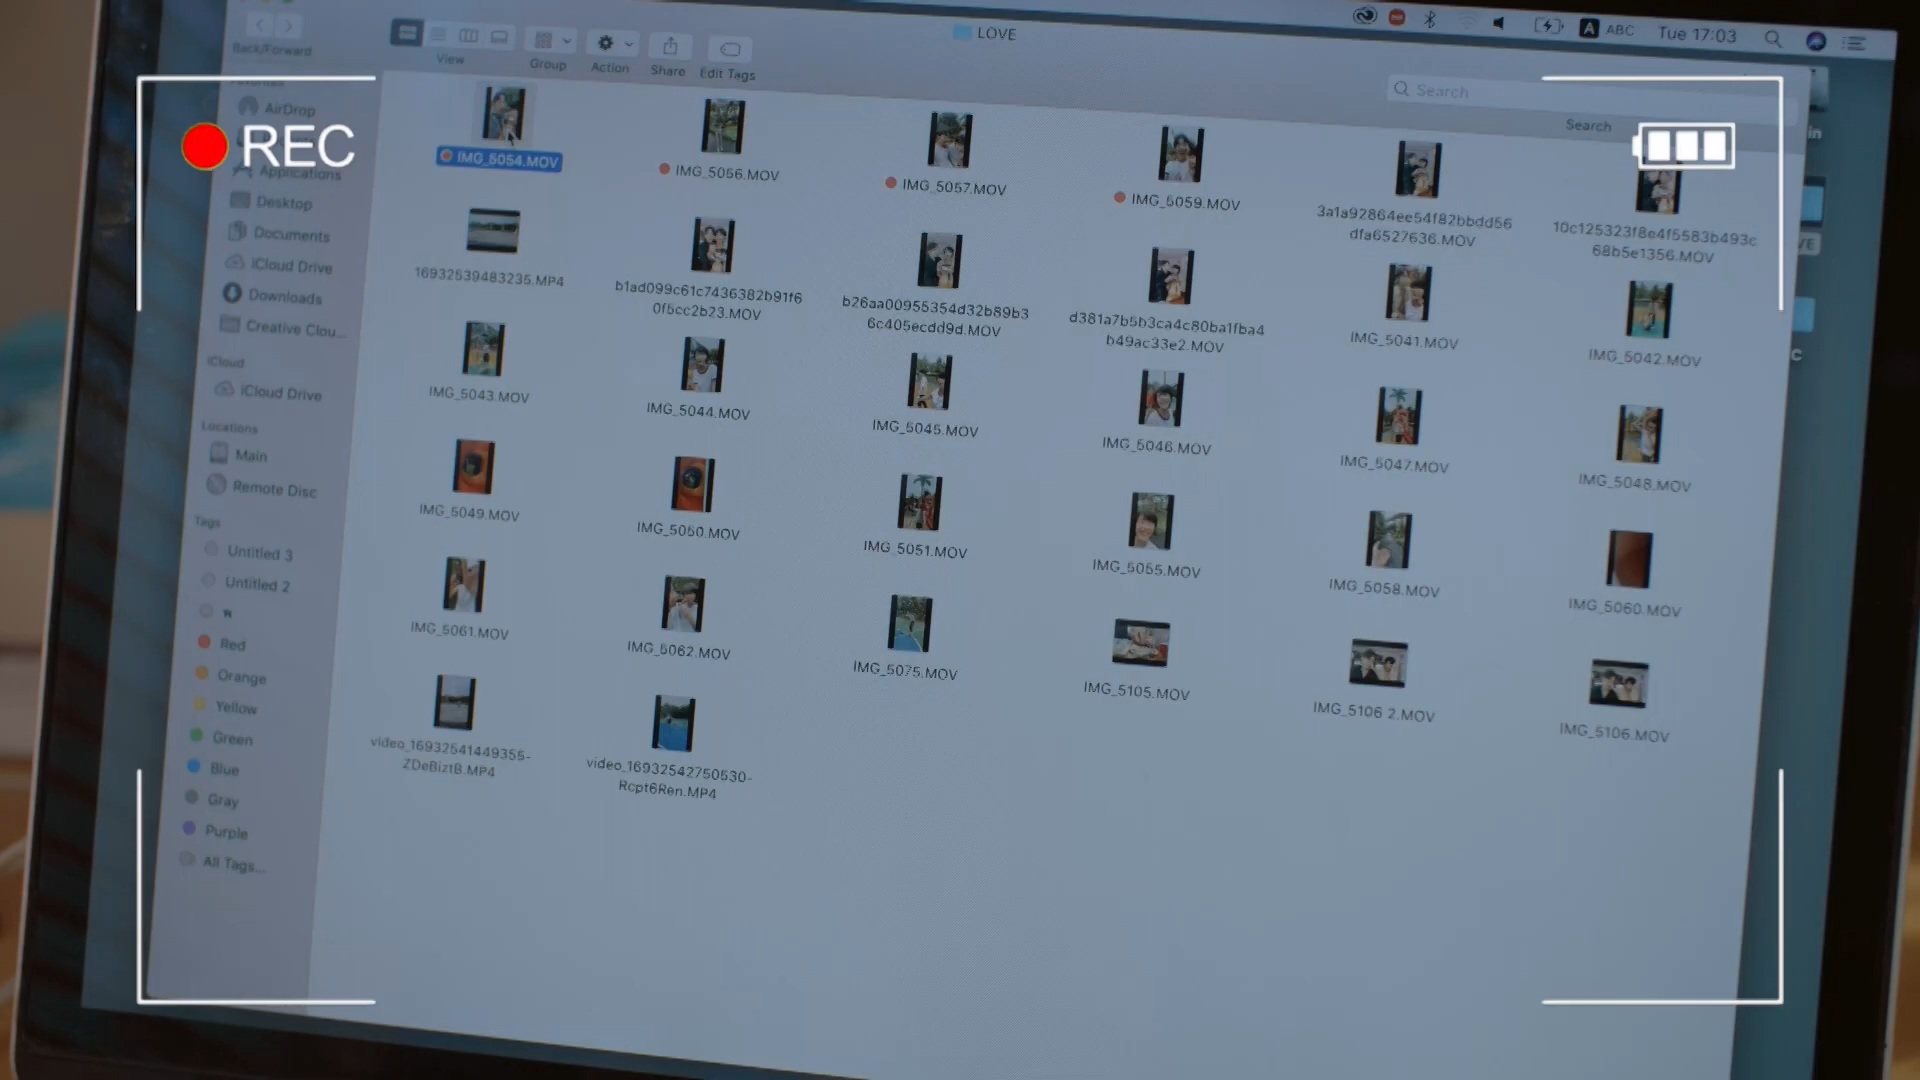 ABC
Tue 17:03
LOVE
Back/Forward
View
Group
Action
Share
Edit Tags
Search
Search
REC
AirDrop
Applications
Desktop
Documents
iCloud Drive
Downloads
Creative Clou...
iCloud
iCloud Drive
Locations
Main
Remote Disc
Tags
Untitled 3
Untitled 2
Red
Orange
Yellow
Green
Blue
Gray
Purple
All Tags...
IMG_5054.MOV
IMG_5056.MOV
IMG_5057.MOV
IMG_5059.MOV
3a1a92864ee54f82bbdd56
dfa6527636.MOV
10c125323f8e4f5583b493c
68b5e1356.MOV
16932539483235.MP4
b1ad099c61c7436382b91f6
0f5cc2b23.MOV
b26aa00955354d32b89b3
6c405ecdd9d.MOV
d381a7b5b3ca4c80ba1fba4
b49ac33e2.MOV
IMG_5041.MOV
IMG_5042.MOV
IMG_5043.MOV
IMG_5044.MOV
IMG_5045.MOV
IMG_5046.MOV
IMG_5047.MOV
IMG_5048.MOV
IMG_5049.MOV
IMG_5050.MOV
IMG_5051.MOV
IMG_5055.MOV
IMG_5058.MOV
IMG_5060.MOV
IMG_5061.MOV
IMG_5062.MOV
IMG_5075.MOV
IMG_5105.MOV
IMG_5106 2.MOV
IMG_5106.MOV
video_16932541449355-
ZDeBiztB.MP4
video_16932542750530-
Rcpt6Ren.MP4